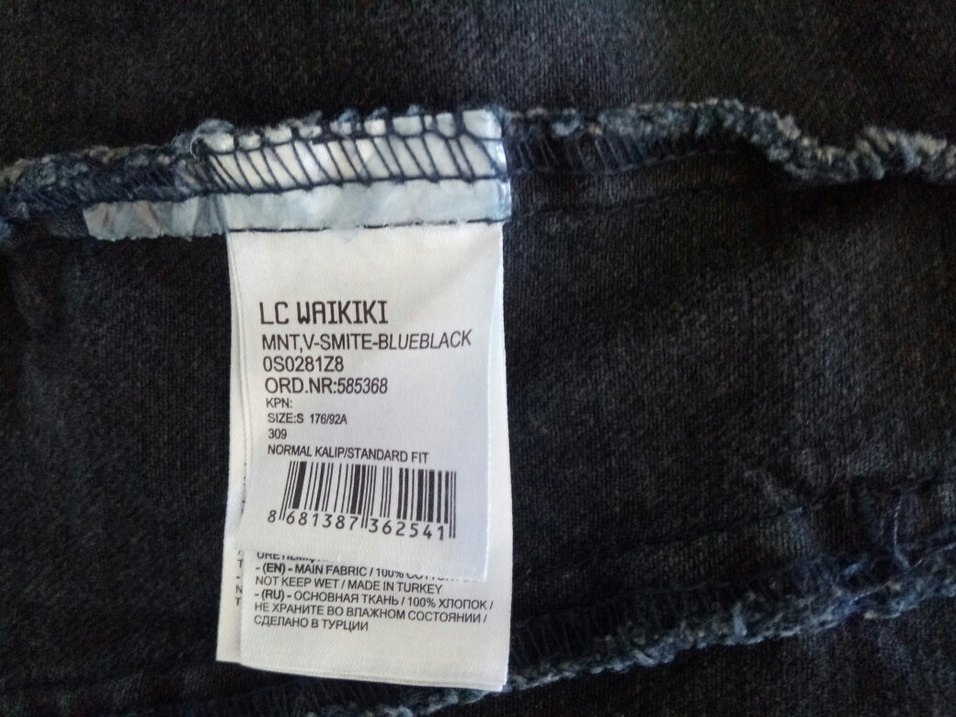 LC WAIKIKI
MNT,V-SMITE-BLUEBLACK
0S0281Z8
ORD.NR:585368
KPN:
SIZE:S 176/92A
309
NORMAL KALIP/STANDARD FIT
8 681387 362541
- (EN) - MAIN FABRIC / 100%
NOT KEEP WET / MADE IN TURKEY
- (RU) - ОСНОВНАЯ ТКАНЬ / 100% ХЛОПОК /
НЕ ХРАНИТЕ ВО ВЛАЖНОМ СОСТОЯНИИ /
СДЕЛАНО В ТУРЦИИ